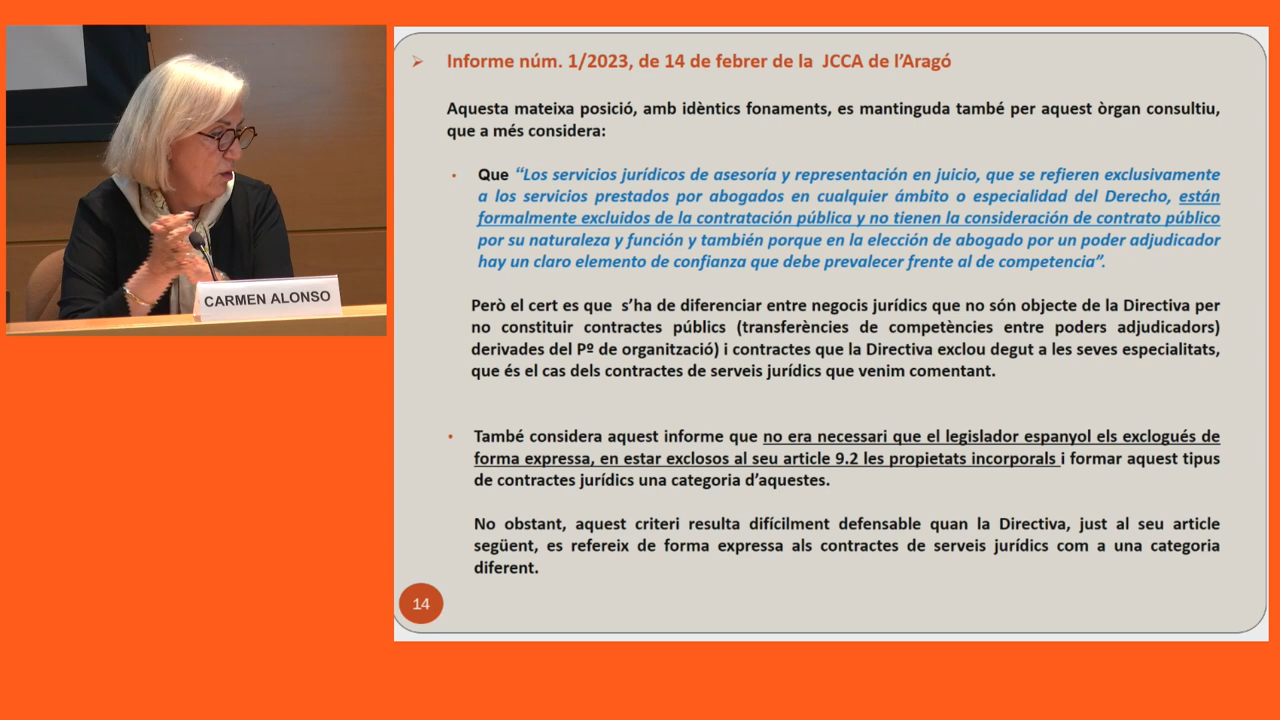 CARMEN ALONSO
Informe núm. 1/2023, de 14 de febrer de la JCCA de l’Aragó
Aquesta mateixa posició, amb idèntics fonaments, es mantinguda també per aquest òrgan consultiu,
que a més considera:
Que “Los servicios jurídicos de asesoría y representación en juicio, que se refieren exclusivamente
a los servicios prestados por abogados en cualquier ámbito o especialidad del Derecho, están
formalmente excluidos de la contratación pública y no tienen la consideración de contrato público
por su naturaleza y función y también porque en la elección de abogado por un poder adjudicador
hay un claro elemento de confianza que debe prevalecer frente al de competencia”.
Però el cert es que s’ha de diferenciar entre negocis jurídics que no són objecte de la Directiva per
no constituir contractes públics (transferències de competències entre poders adjudicadors)
derivades del Pº de organització) i contractes que la Directiva exclou degut a les seves especialitats,
que és el cas dels contractes de serveis jurídics que venim comentant.
També considera aquest informe que no era necessari que el legislador espanyol els exclogués de
forma expressa, en estar exclosos al seu article 9.2 les propietats incorporals i formar aquest tipus
de contractes jurídics una categoria d’aquestes.
No obstant, aquest criteri resulta difícilment defensable quan la Directiva, just al seu article
següent, es refereix de forma expressa als contractes de serveis jurídics com a una categoria
diferent.
14